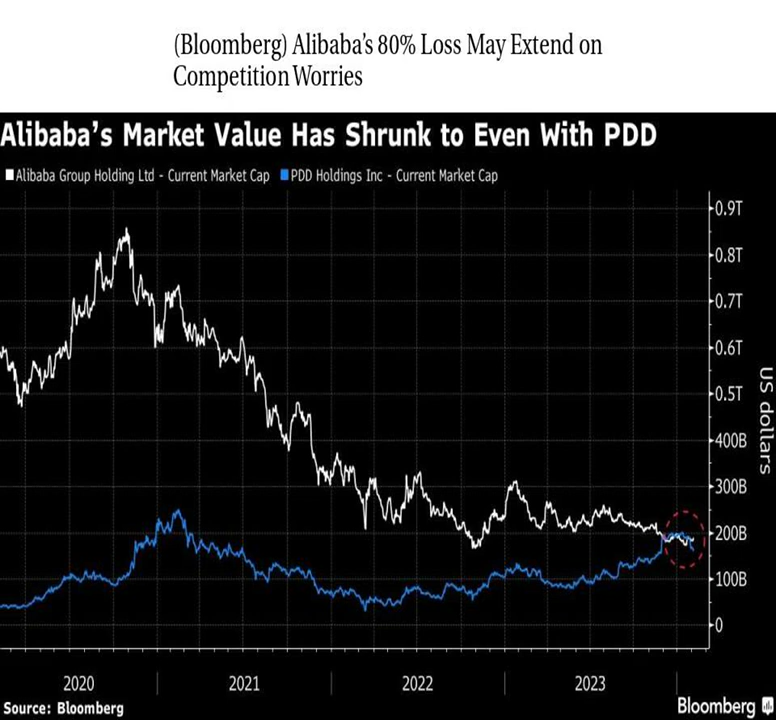 (Bloomberg) Alibaba’s 80% Loss May Extend on
Competition Worries
Alibaba’s Market Value Has Shrunk to Even With PDD
Alibaba Group Holding Ltd - Current Market Cap PDD Holdings Inc - Current Market Cap
0.9T
0.8T
0.7T
0.6T
0.5T
400B
300B
200B
100B
0
US dollars
2020 2021 2022 2023
Source: Bloomberg
Bloomberg